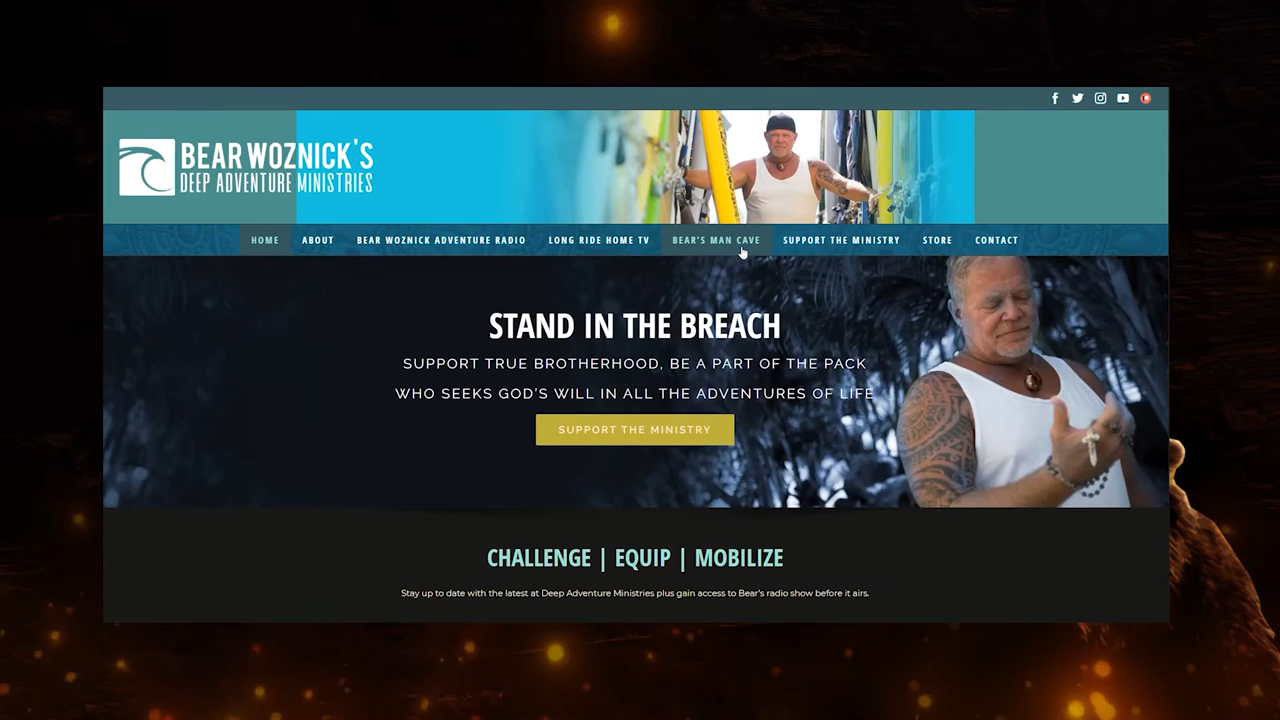 BEAR WOZNICK'S
DEEP ADVENTURE MINISTRIES
HOME ABOUT BEAR WOZNICK ADVENTURE RADIO LONG RIDE HOME TV BEAR'S MAN CAVE SUPPORT THE MINISTRY STORE CONTACT
STAND IN THE BREACH
SUPPORT TRUE BROTHERHOOD, BE A PART OF THE PACK
WHO SEEKS GOD'S WILL IN ALL THE ADVENTURES OF LIFE
SUPPORT THE MINISTRY
CHALLENGE | EQUIP | MOBILIZE
Stay up to date with the latest at Deep Adventure Ministries plus gain access to Bear's radio show before it airs.